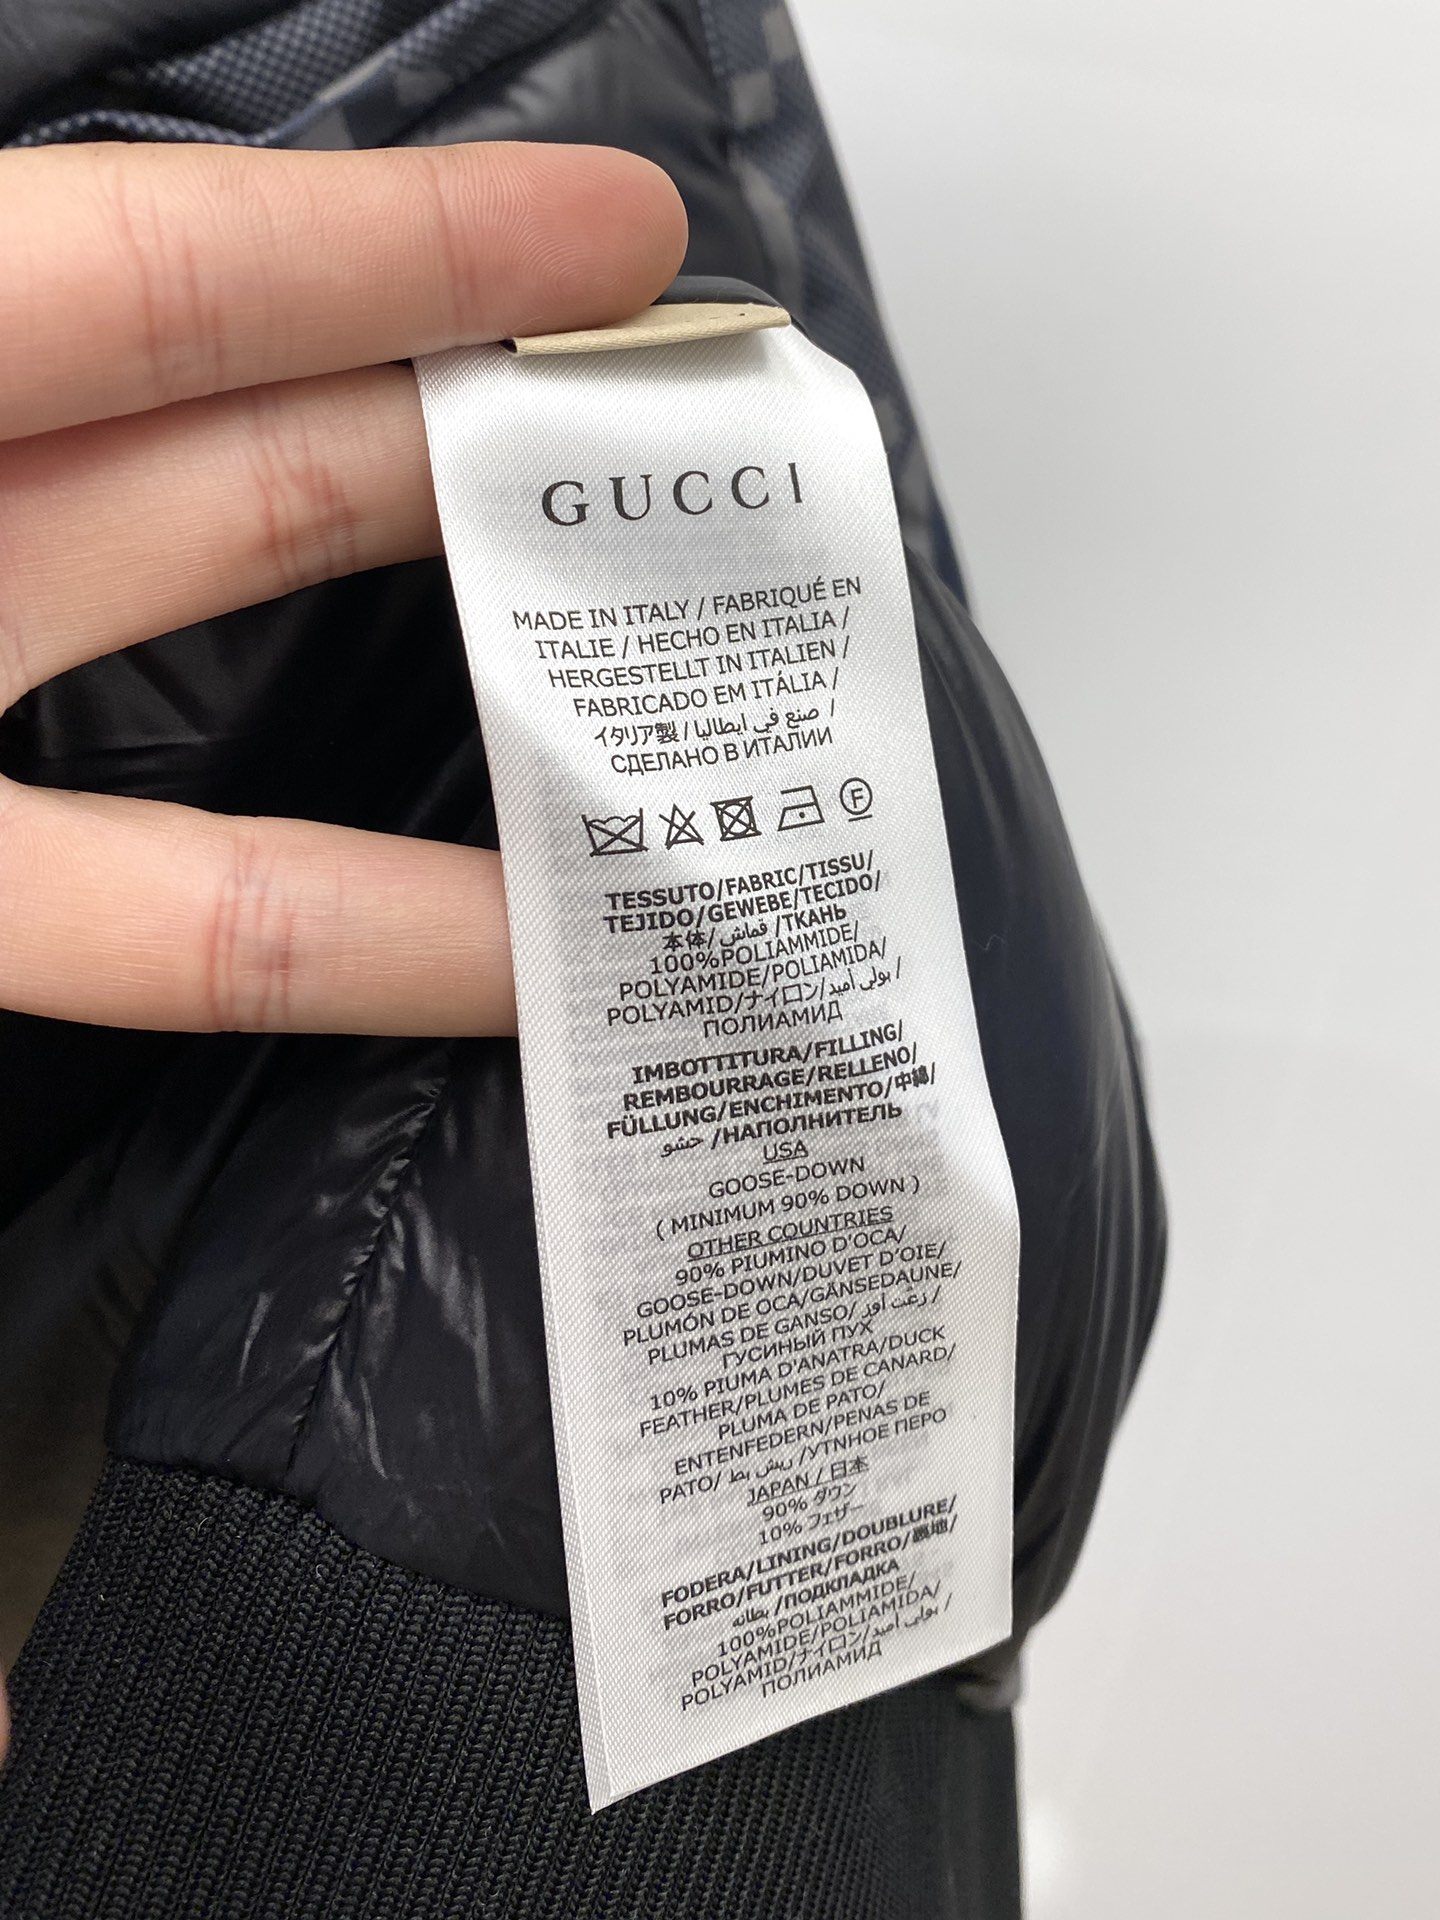 GUCCI
MADE IN ITALY / FABRIQUÉ EN
ITALIE / HECHO EN ITALIA /
HERGESTELLT IN ITALIEN /
FABRICADO EM ITÁLIA /
イタリア製 / صنع في ايطاليا /
СДЕЛАНО В ИТАЛИИ
F
TESSUTO/FABRIC/TISSU/
TEJIDO/GEWEBE/TECIDO/
本体/ قماش /ТКАНЬ
100%POLIAMMIDE/
POLYAMIDE/POLIAMIDA/
POLYAMID/ナイロン/بولي أميد /
ПОЛИАМИД
IMBOTTITURA/FILLING/
REMBOURRAGE/RELLENO/
FÜLLUNG/ENCHIMENTO/中綿/
حشو /НАПОЛНИТЕЛЬ
USA
GOOSE-DOWN
( MINIMUM 90% DOWN )
OTHER COUNTRIES
90% PIUMINO D'OCA/
GOOSE-DOWN/DUVET D'OIE/
PLUMÓN DE OCA/GÄNSEDAUNE/
PLUMAS DE GANSO/ زغب أوز /
ГУСИНЫЙ ПУХ
10% PIUMA D'ANATRA/DUCK
FEATHER/PLUMES DE CANARD/
PLUMA DE PATO/
ENTENFEDERN/PENAS DE
PATO/ ريش بط /УТИНОЕ ПЕРО
JAPAN / 日本
90% ダウン
10% フェザー
FODERA/LINING/DOUBLURE/
FORRO/FUTTER/FORRO/裏地/
بطانه /ПОДКЛАДКА
100%POLIAMMIDE/
POLYAMIDE/POLIAMIDA/
POLYAMID/ナイロン/بولي أميد /
ПОЛИАМИД